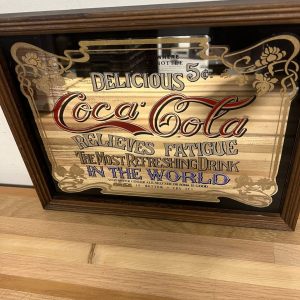 DELICIOUS 5¢
Coca-Cola
RELIEVES FATIGUE
THE MOST REFRESHING DRINK
IN THE WORLD